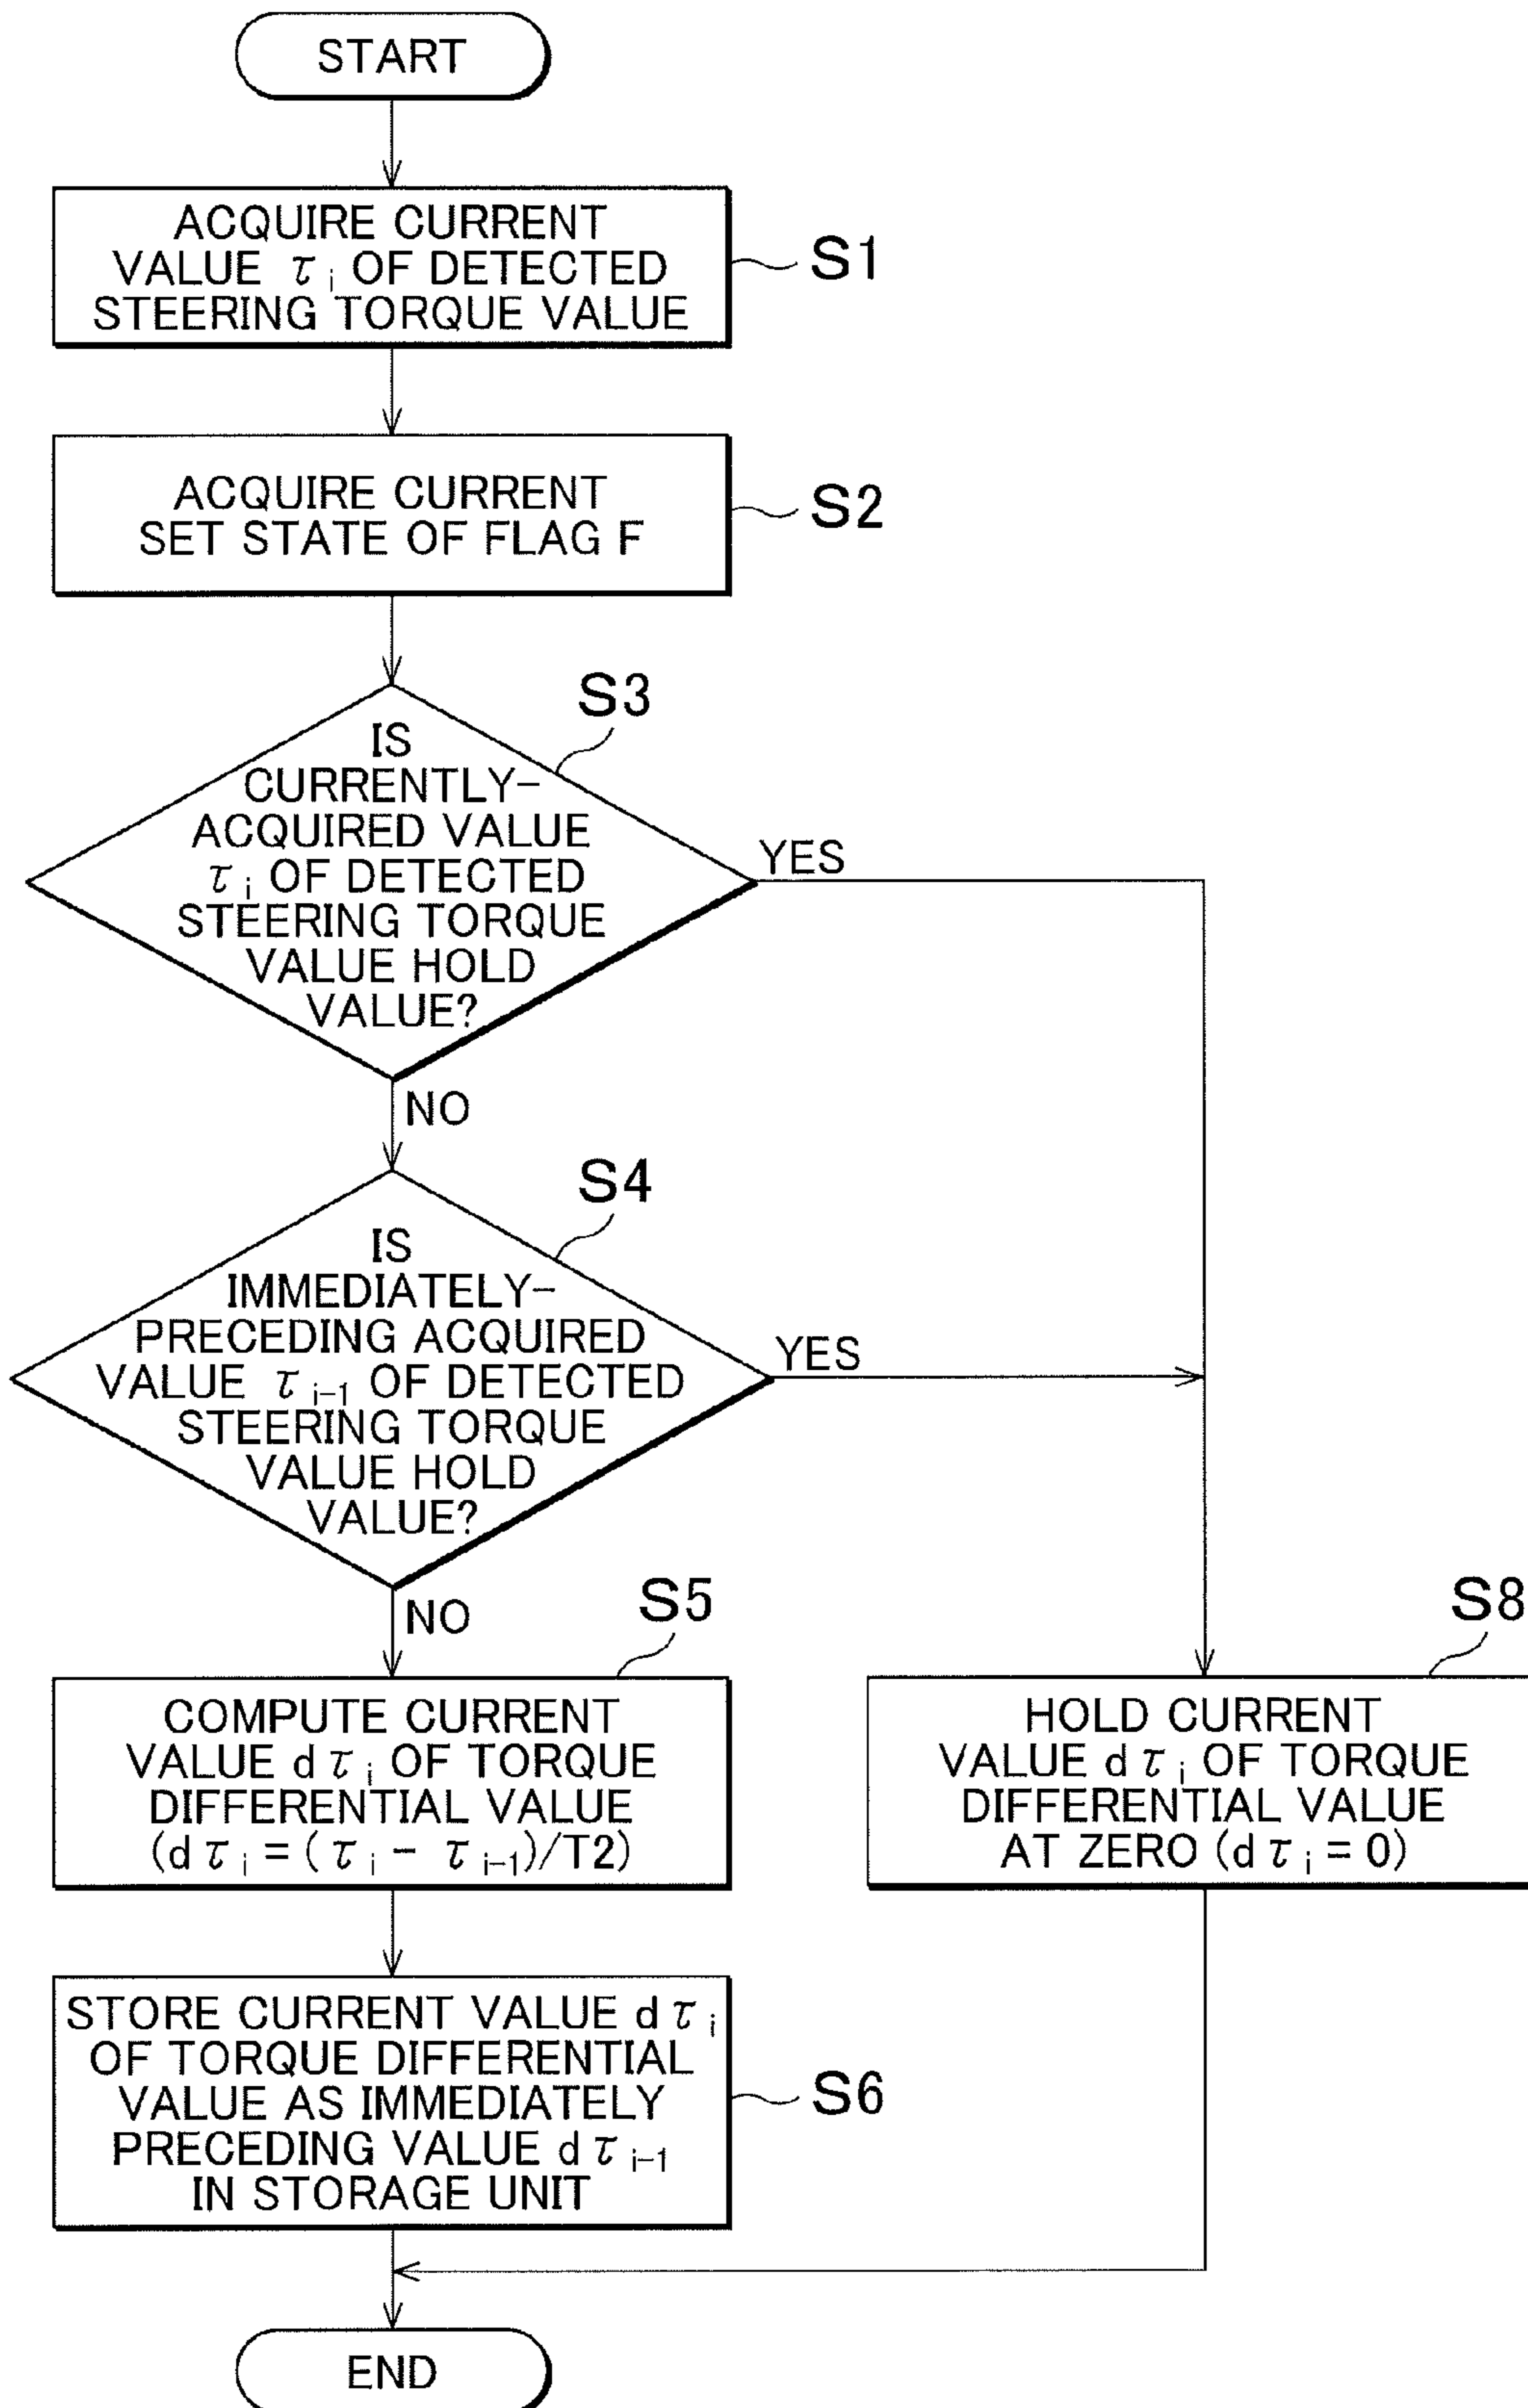 START
ACQUIRE CURRENT
VALUE τi OF DETECTED
STEERING TORQUE VALUE
S1
ACQUIRE CURRENT
SET STATE OF FLAG F
S2
S3
IS
CURRENTLY-
ACQUIRED VALUE
τi OF DETECTED
STEERING TORQUE
VALUE HOLD
VALUE?
YES
NO
S4
IS
IMMEDIATELY-
PRECEDING ACQUIRED
VALUE τi-1 OF DETECTED
STEERING TORQUE
VALUE HOLD
VALUE?
YES
NO
S5
COMPUTE CURRENT
VALUE dτi OF TORQUE
DIFFERENTIAL VALUE
(dτi = (τi - τi-1)/T2)
S8
HOLD CURRENT
VALUE dτi OF TORQUE
DIFFERENTIAL VALUE
AT ZERO (dτi = 0)
STORE CURRENT VALUE dτi
OF TORQUE DIFFERENTIAL
VALUE AS IMMEDIATELY
PRECEDING VALUE dτi-1
IN STORAGE UNIT
S6
END